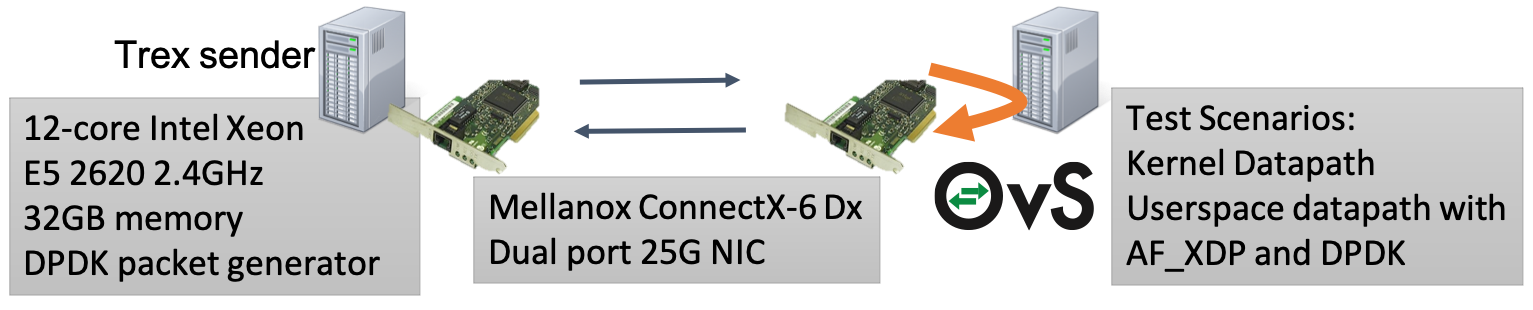 Trex sender
12-core Intel Xeon
E5 2620 2.4GHz
32GB memory
DPDK packet generator
Mellanox ConnectX-6 Dx
Dual port 25G NIC
OvS
Test Scenarios:
Kernel Datapath
Userspace datapath with
AF_XDP and DPDK